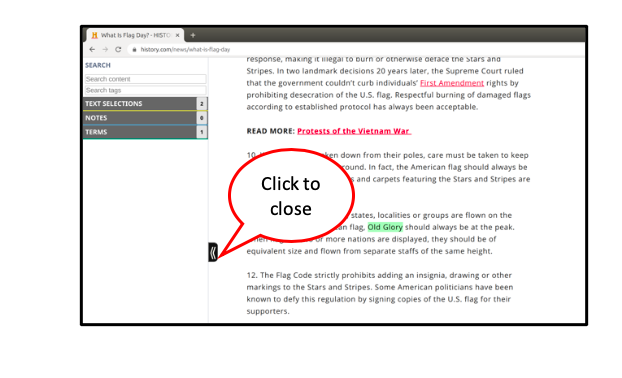 What Is Flag Day? - HISTO
history.com/news/what-is-flag-day
SEARCH
Search content
Search tags
TEXT SELECTIONS 2
NOTES 0
TERMS 1
response, making it illegal to burn or otherwise deface the Stars and
Stripes. In two landmark decisions 20 years later, the Supreme Court ruled
that the government couldn't curb individuals' First Amendment rights by
prohibiting desecration of the U.S. flag. Respectful burning of damaged flags
according to established protocol has always been acceptable.
READ MORE: Protests of the Vietnam War
10. ken down from their poles, care must be taken to keep
round. In fact, the American flag should always be
s and carpets featuring the Stars and Stripes are
Click to
close
states, localities or groups are flown on the
an flag, Old Glory should always be at the peak.
or more nations are displayed, they should be of
equivalent size and flown from separate staffs of the same height.
12. The Flag Code strictly prohibits adding an insignia, drawing or other
markings to the Stars and Stripes. Some American politicians have been
known to defy this regulation by signing copies of the U.S. flag for their
supporters.